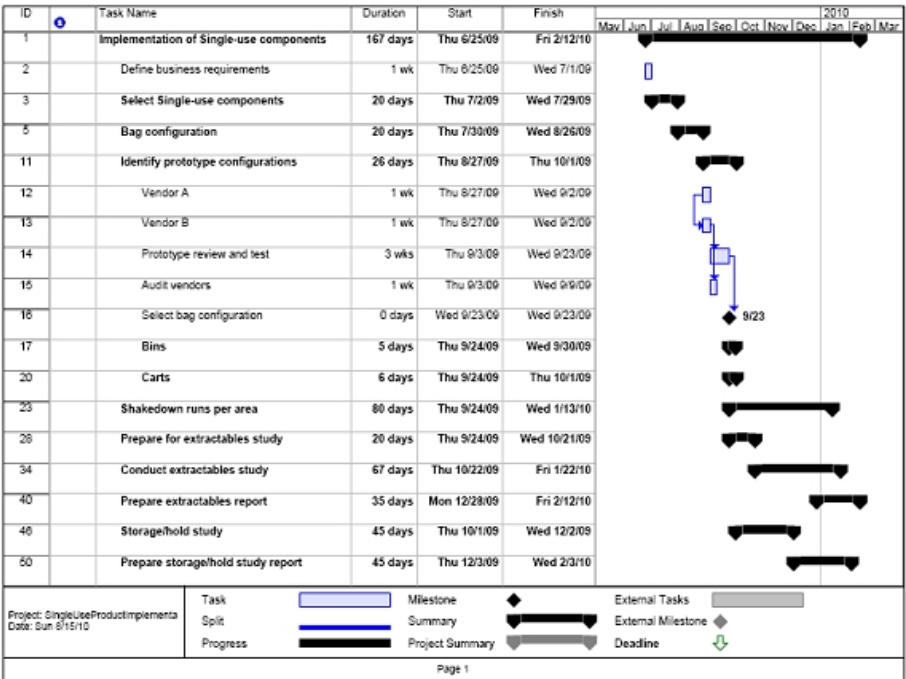 ID Task Name Duration Start Finish 2010
May Jun Jul Aug Sep Oct Nov Dec Jan Feb Mar
1 Implementation of Single-use components 167 days Thu 6/25/09 Fri 2/12/10
2 Define business requirements 1 wk Thu 6/25/09 Wed 7/1/09
3 Select Single-use components 20 days Thu 7/2/09 Wed 7/29/09
5 Bag configuration 20 days Thu 7/30/09 Wed 8/26/09
11 Identify prototype configurations 26 days Thu 8/27/09 Thu 10/1/09
12 Vendor A 1 wk Thu 8/27/09 Wed 9/2/09
13 Vendor B 1 wk Thu 8/27/09 Wed 9/2/09
14 Prototype review and test 3 wks Thu 9/3/09 Wed 9/23/09
15 Audit vendors 1 wk Thu 9/3/09 Wed 9/9/09
16 Select bag configuration 0 days Wed 9/23/09 Wed 9/23/09 9/23
17 Bins 5 days Thu 9/24/09 Wed 9/30/09
20 Carts 6 days Thu 9/24/09 Thu 10/1/09
23 Shakedown runs per area 80 days Thu 9/24/09 Wed 1/13/10
28 Prepare for extractables study 20 days Thu 9/24/09 Wed 10/21/09
34 Conduct extractables study 67 days Thu 10/22/09 Fri 1/22/10
40 Prepare extractables report 35 days Mon 12/28/09 Fri 2/12/10
46 Storage/hold study 45 days Thu 10/1/09 Wed 12/2/09
50 Prepare storage/hold study report 45 days Thu 12/3/09 Wed 2/3/10
Project: SingleUseProductImplementa
Date: Sun 8/15/10
Task Milestone External Tasks
Split Summary External Milestone
Progress Project Summary Deadline
Page 1